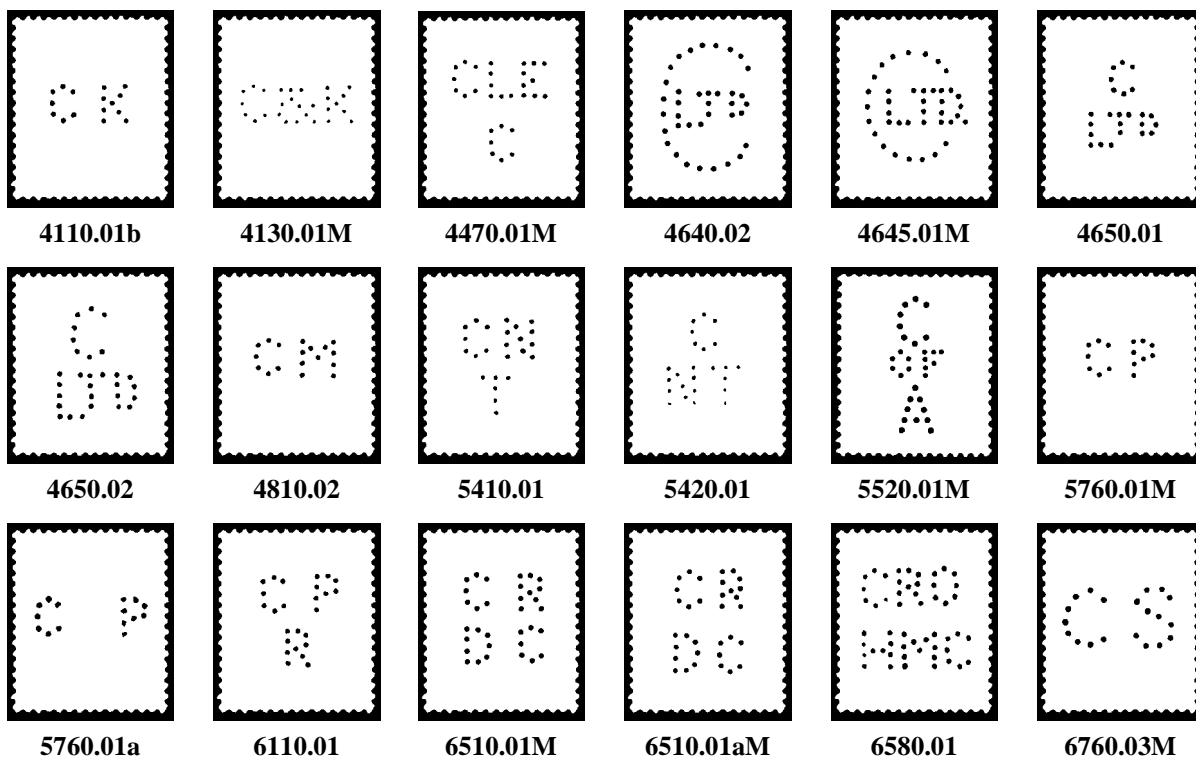 C K
4110.01b
C&K
4130.01M
CLE
C
4470.01M
C
LTD
4640.02
C
LTD
4645.01M
C
LTD
4650.01
C
LTD
4650.02
C M
4810.02
C N
T
5410.01
C
N T
5420.01
C
OF
A
5520.01M
C P
5760.01M
C P
5760.01a
C P
R
6110.01
C R
D C
6510.01M
C R
D C
6510.01aM
CRO
HMC
6580.01
C S
6760.03M